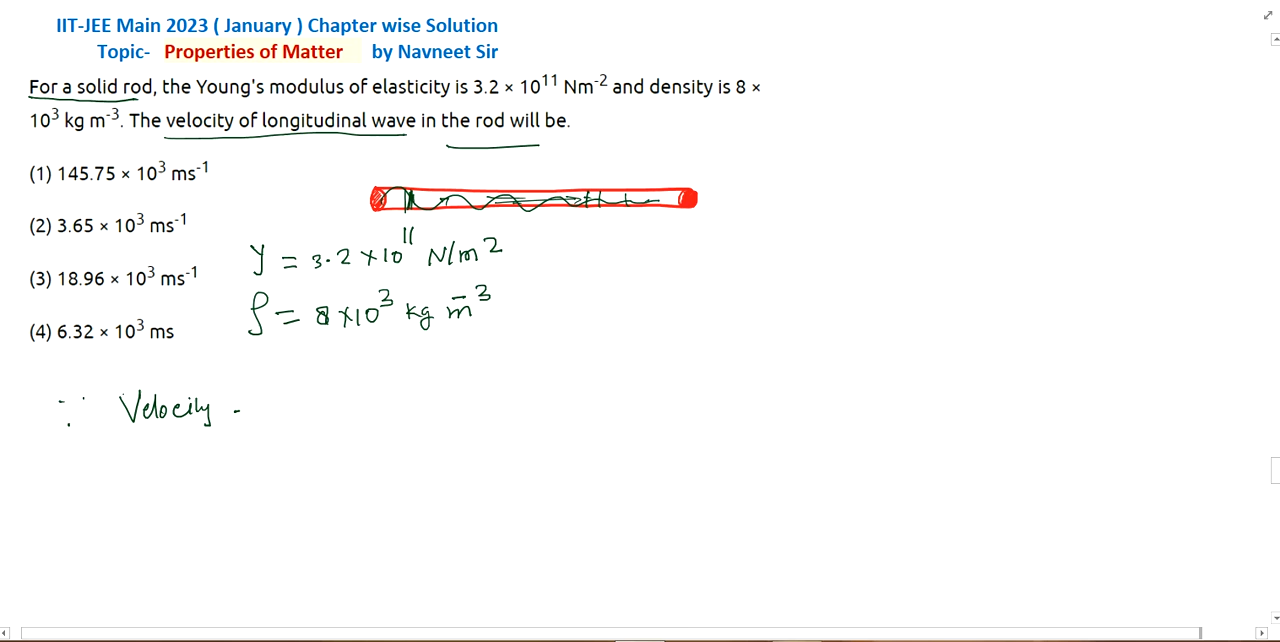 IIT-JEE Main 2023 ( January ) Chapter wise Solution
Topic- Properties of Matter by Navneet Sir
For a solid rod, the Young's modulus of elasticity is 3.2 × 10¹¹ Nm⁻² and density is 8 ×
10³ kg m⁻³. The velocity of longitudinal wave in the rod will be.
(1) 145.75 × 10³ ms⁻¹
(2) 3.65 × 10³ ms⁻¹
(3) 18.96 × 10³ ms⁻¹
(4) 6.32 × 10³ ms
y = 3.2 × 10¹¹ N/m²
ρ = 8 × 10³ kg m⁻³
∵ Velocity -